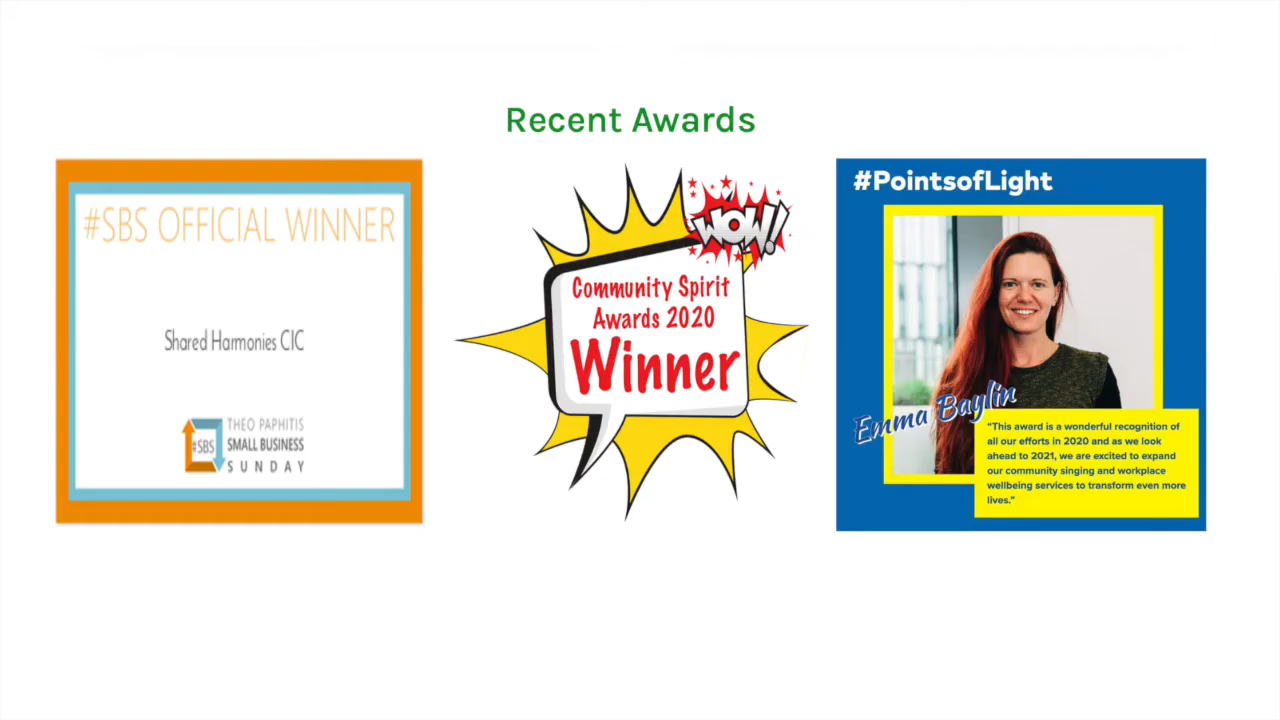 Recent Awards
#SBS OFFICIAL WINNER
Shared Harmonies CIC
#SBS
THEO PAPHITIS
SMALL BUSINESS
SUNDAY
WOW!!
Community Spirit
Awards 2020
Winner
#PointsofLight
Emma Baylin
“This award is a wonderful recognition of
all our efforts in 2020 and as we look
ahead to 2021, we are excited to expand
our community singing and workplace
wellbeing services to transform even more
lives.”